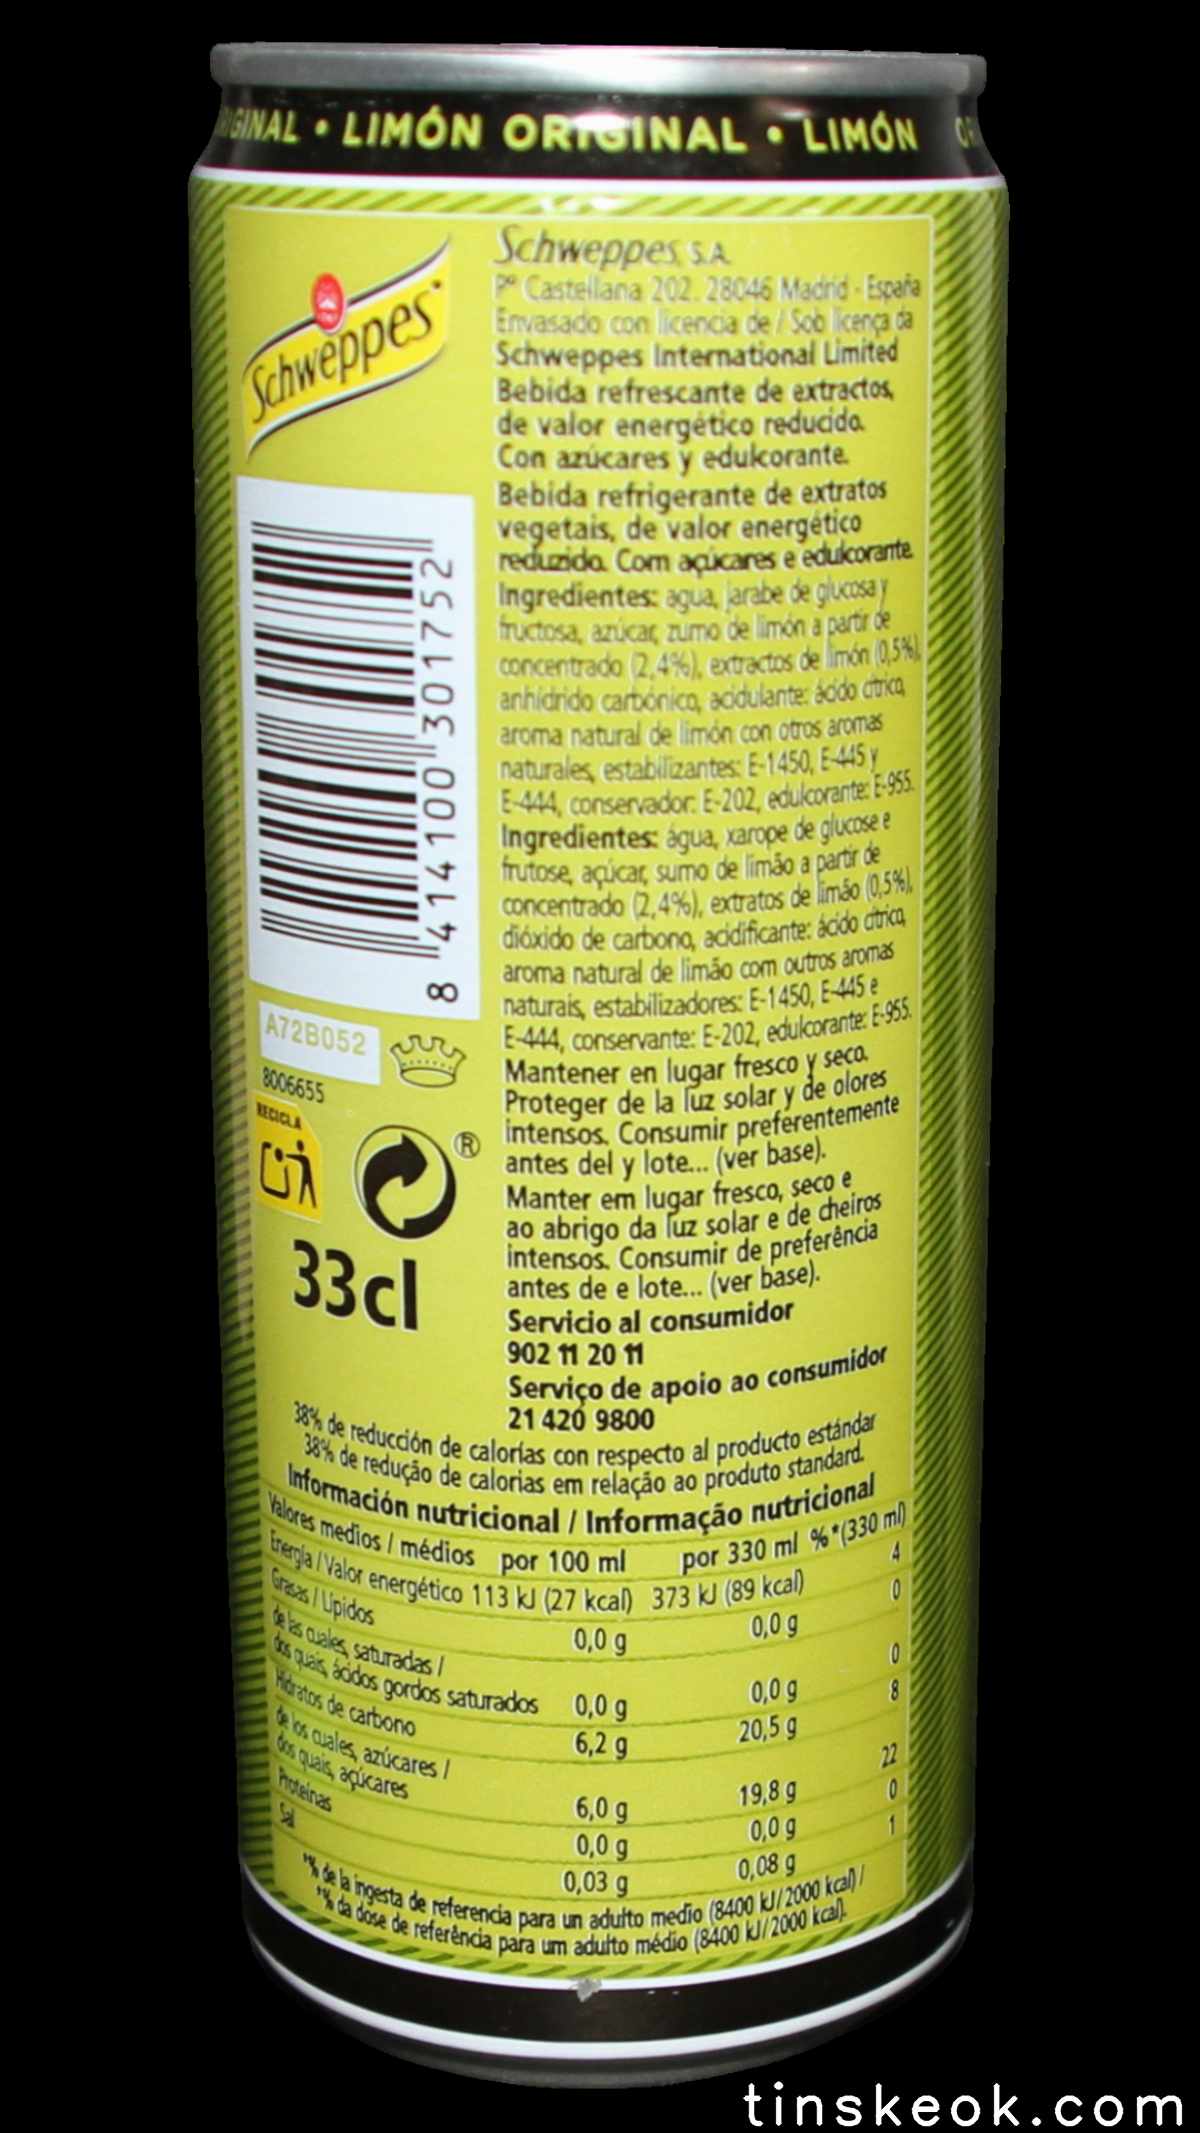 LIMÓN ORIGINAL • LIMÓN
Schweppes
Schweppes S.A.
Pº Castellana 202. 28046 Madrid - España
Envasado con licencia de / Sob licença da
Schweppes International Limited
Bebida refrescante de extractos,
de valor energético reducido.
Con azúcares y edulcorante.
Bebida refrigerante de extratos
vegetais, de valor energético
reduzido. Com açúcares e edulcorante.
Ingredientes: agua, jarabe de glucosa y
fructosa, azúcar, zumo de limón a partir de
concentrado (2,4%), extractos de limón (0,5%),
anhídrido carbónico, acidulante: ácido cítrico,
aroma natural de limón con otros aromas
naturales, estabilizantes: E-1450, E-445 y
E-444, conservador: E-202, edulcorante: E-955.
Ingredientes: água, xarope de glucose e
frutose, açúcar, sumo de limão a partir de
concentrado (2,4%), extratos de limão (0,5%),
dióxido de carbono, acidificante: ácido cítrico,
aroma natural de limão com outros aromas
naturais, estabilizadores: E-1450, E-445 e
E-444, conservante: E-202, edulcorante: E-955.
Mantener en lugar fresco y seco.
Proteger de la luz solar y de olores
intensos. Consumir preferentemente
antes del y lote... (ver base).
Manter em lugar fresco, seco e
ao abrigo da luz solar e de cheiros
intensos. Consumir de preferência
antes de e lote... (ver base).
Servicio al consumidor
902 11 20 11
Serviço de apoio ao consumidor
21 420 9800
8 414100 301752
A72B052
8006655
RECICLA
®
33cl
38% de reducción de calorías con respecto al producto estándar
38% de redução de calorias em relação ao produto standard.
Información nutricional / Informação nutricional
Valores medios / médios por 100 ml por 330 ml %*(330 ml)
Energía / Valor energético 113 kJ (27 kcal) 373 kJ (89 kcal) 4
Grasas / Lípidos 0,0 g 0,0 g 0
de las cuales, saturadas /
dos quais, ácidos gordos saturados 0,0 g 0,0 g 0
Hidratos de carbono 6,2 g 20,5 g 8
de los cuales, azúcares /
dos quais, açúcares 6,0 g 19,8 g 22
Proteínas 0,0 g 0,0 g 0
Sal 0,03 g 0,08 g 1
*% de la ingesta de referencia para un adulto medio (8400 kJ/2000 kcal) /
*% da dose de referência para um adulto médio (8400 kJ/2000 kcal).
tinskeok.com